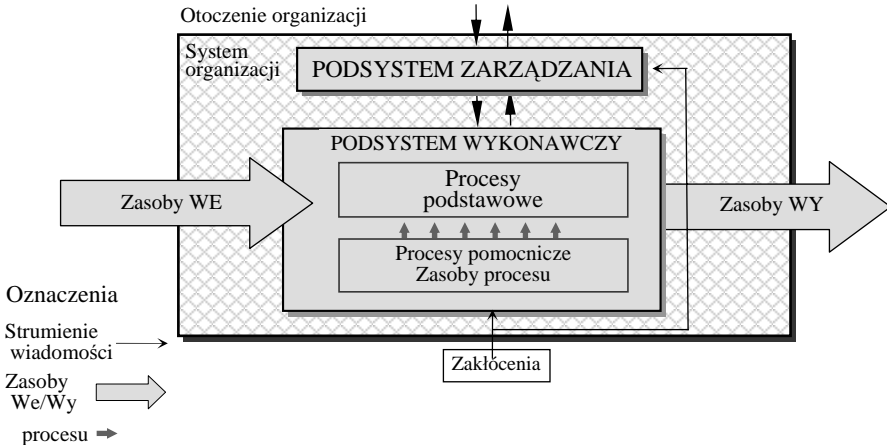 Otoczenie organizacji
System
organizacji
PODSYSTEM ZARZĄDZANIA
PODSYSTEM WYKONAWCZY
Procesy
podstawowe
Zasoby WE
Zasoby WY
Procesy pomocnicze
Zasoby procesu
Oznaczenia
Strumienie
wiadomości
Zakłócenia
Zasoby
We/Wy
procesu